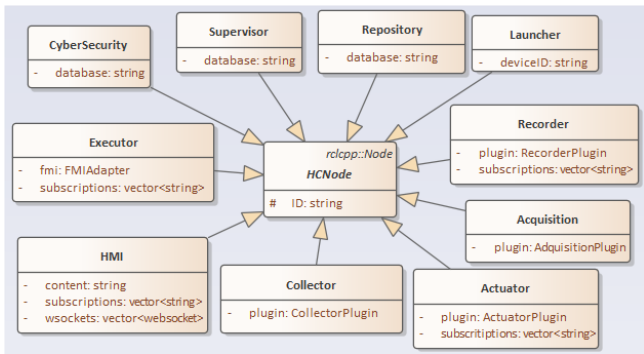 CyberSecurity
- database: string
Supervisor
- database: string
Repository
- database: string
Launcher
- deviceID: string
Executor
- fmi: FMIAdapter
- subscriptions: vector<string>
rclcpp::Node
HCNode
# ID: string
Recorder
- plugin: RecorderPlugin
- subscriptions: vector<string>
HMI
- content: string
- subscriptions: vector<string>
- wsockets: vector<websocket>
Collector
- plugin: CollectorPlugin
Acquisition
- plugin: AdquisitionPlugin
Actuator
- plugin: ActuatorPlugin
- subscritiptions: vector<string>